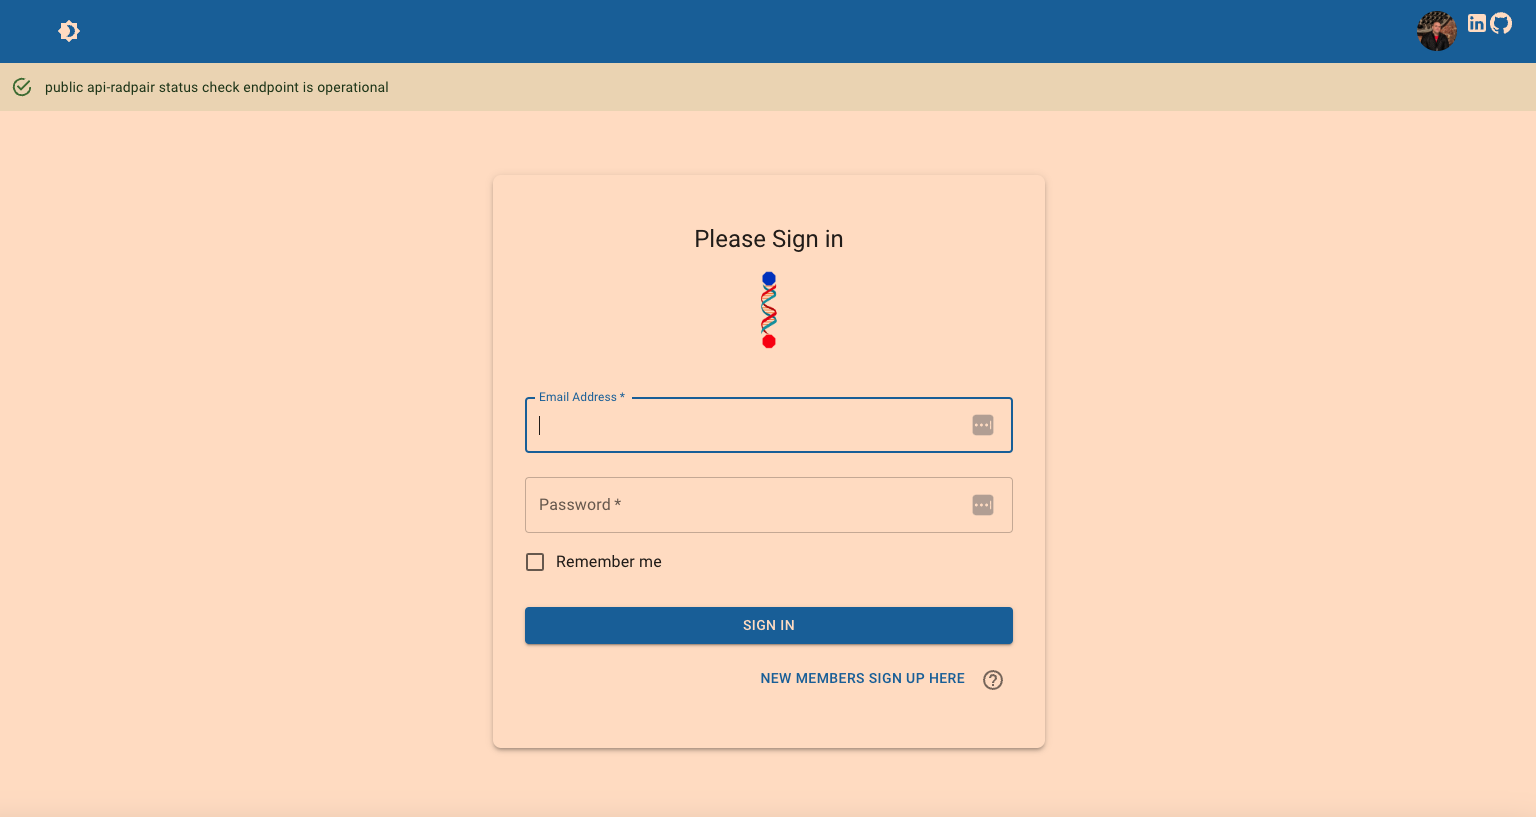 in
public api-radpair status check endpoint is operational
Please Sign in
Email Address *
Password *
Remember me
SIGN IN
NEW MEMBERS SIGN UP HERE